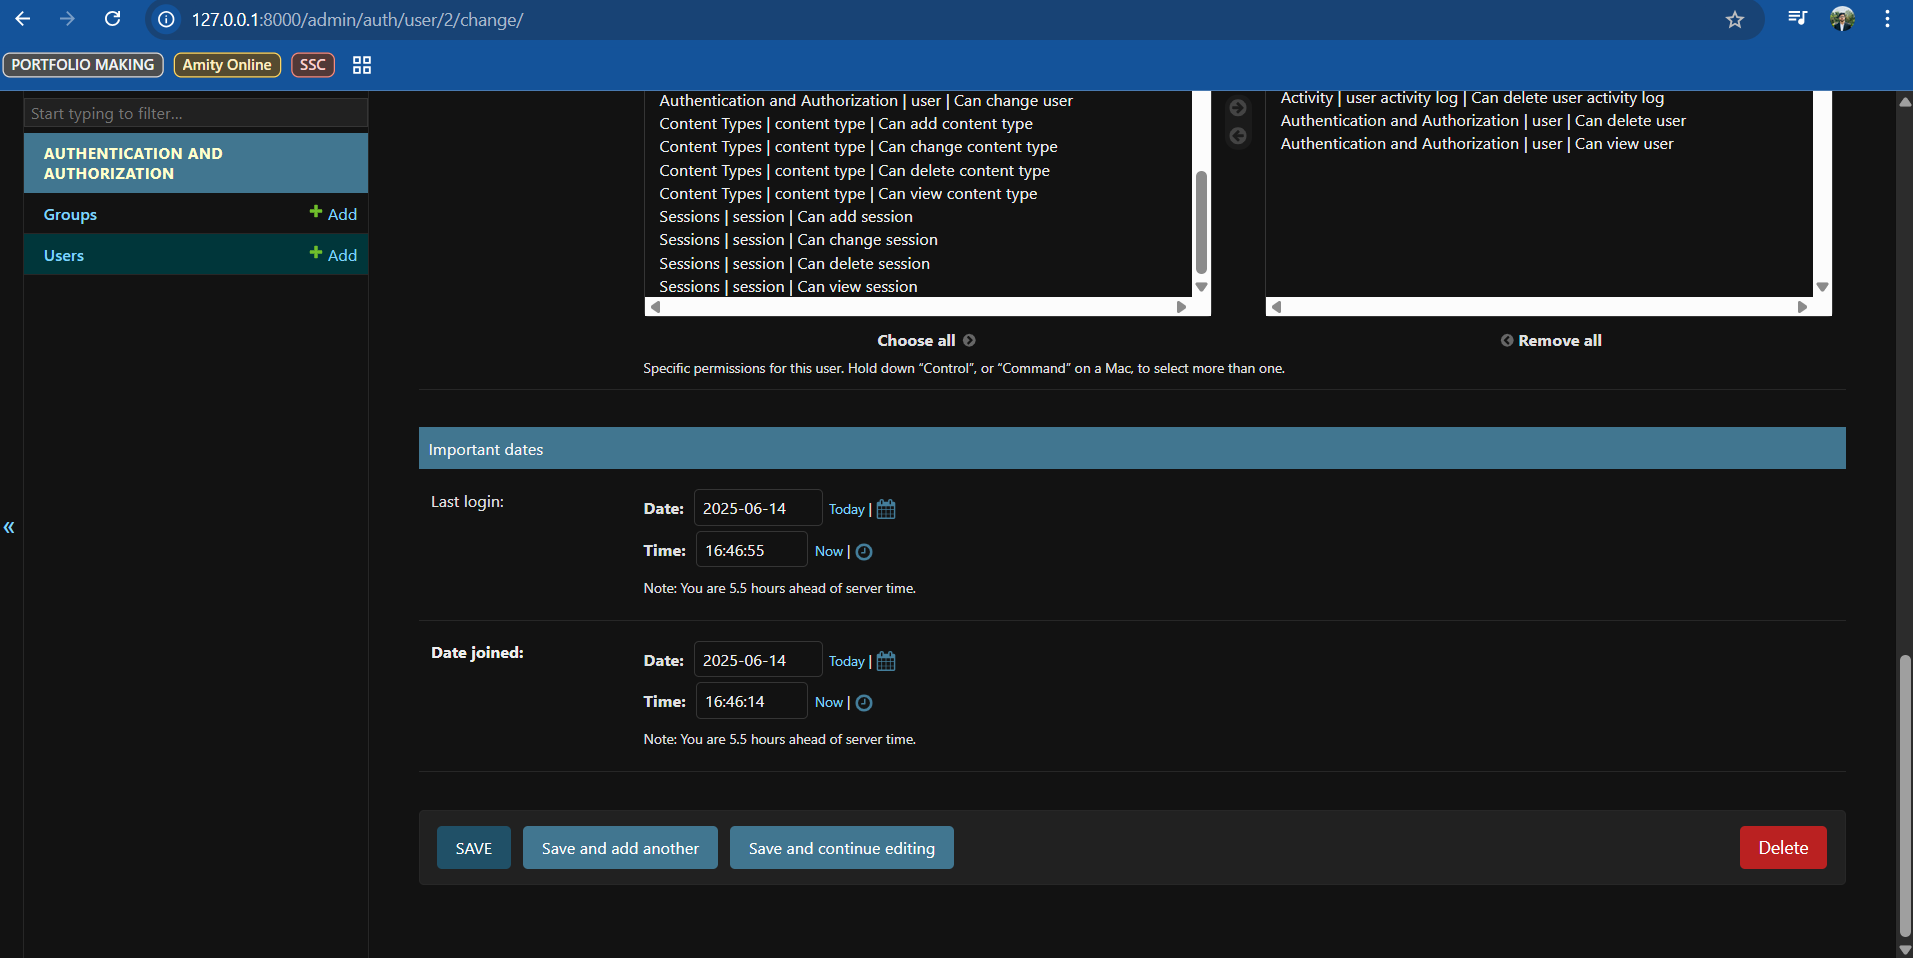 127.0.0.1:8000/admin/auth/user/2/change/
PORTFOLIO MAKING
Amity Online
SSC
Start typing to filter...
AUTHENTICATION AND
AUTHORIZATION
Groups
Add
Users
Add
Authentication and Authorization | user | Can change user
Content Types | content type | Can add content type
Content Types | content type | Can change content type
Content Types | content type | Can delete content type
Content Types | content type | Can view content type
Sessions | session | Can add session
Sessions | session | Can change session
Sessions | session | Can delete session
Sessions | session | Can view session
Choose all
Activity | user activity log | Can delete user activity log
Authentication and Authorization | user | Can delete user
Authentication and Authorization | user | Can view user
Remove all
Specific permissions for this user. Hold down “Control”, or “Command” on a Mac, to select more than one.
Important dates
Last login:
Date: 2025-06-14 Today |
Time: 16:46:55 Now |
Note: You are 5.5 hours ahead of server time.
Date joined:
Date: 2025-06-14 Today |
Time: 16:46:14 Now |
Note: You are 5.5 hours ahead of server time.
SAVE
Save and add another
Save and continue editing
Delete